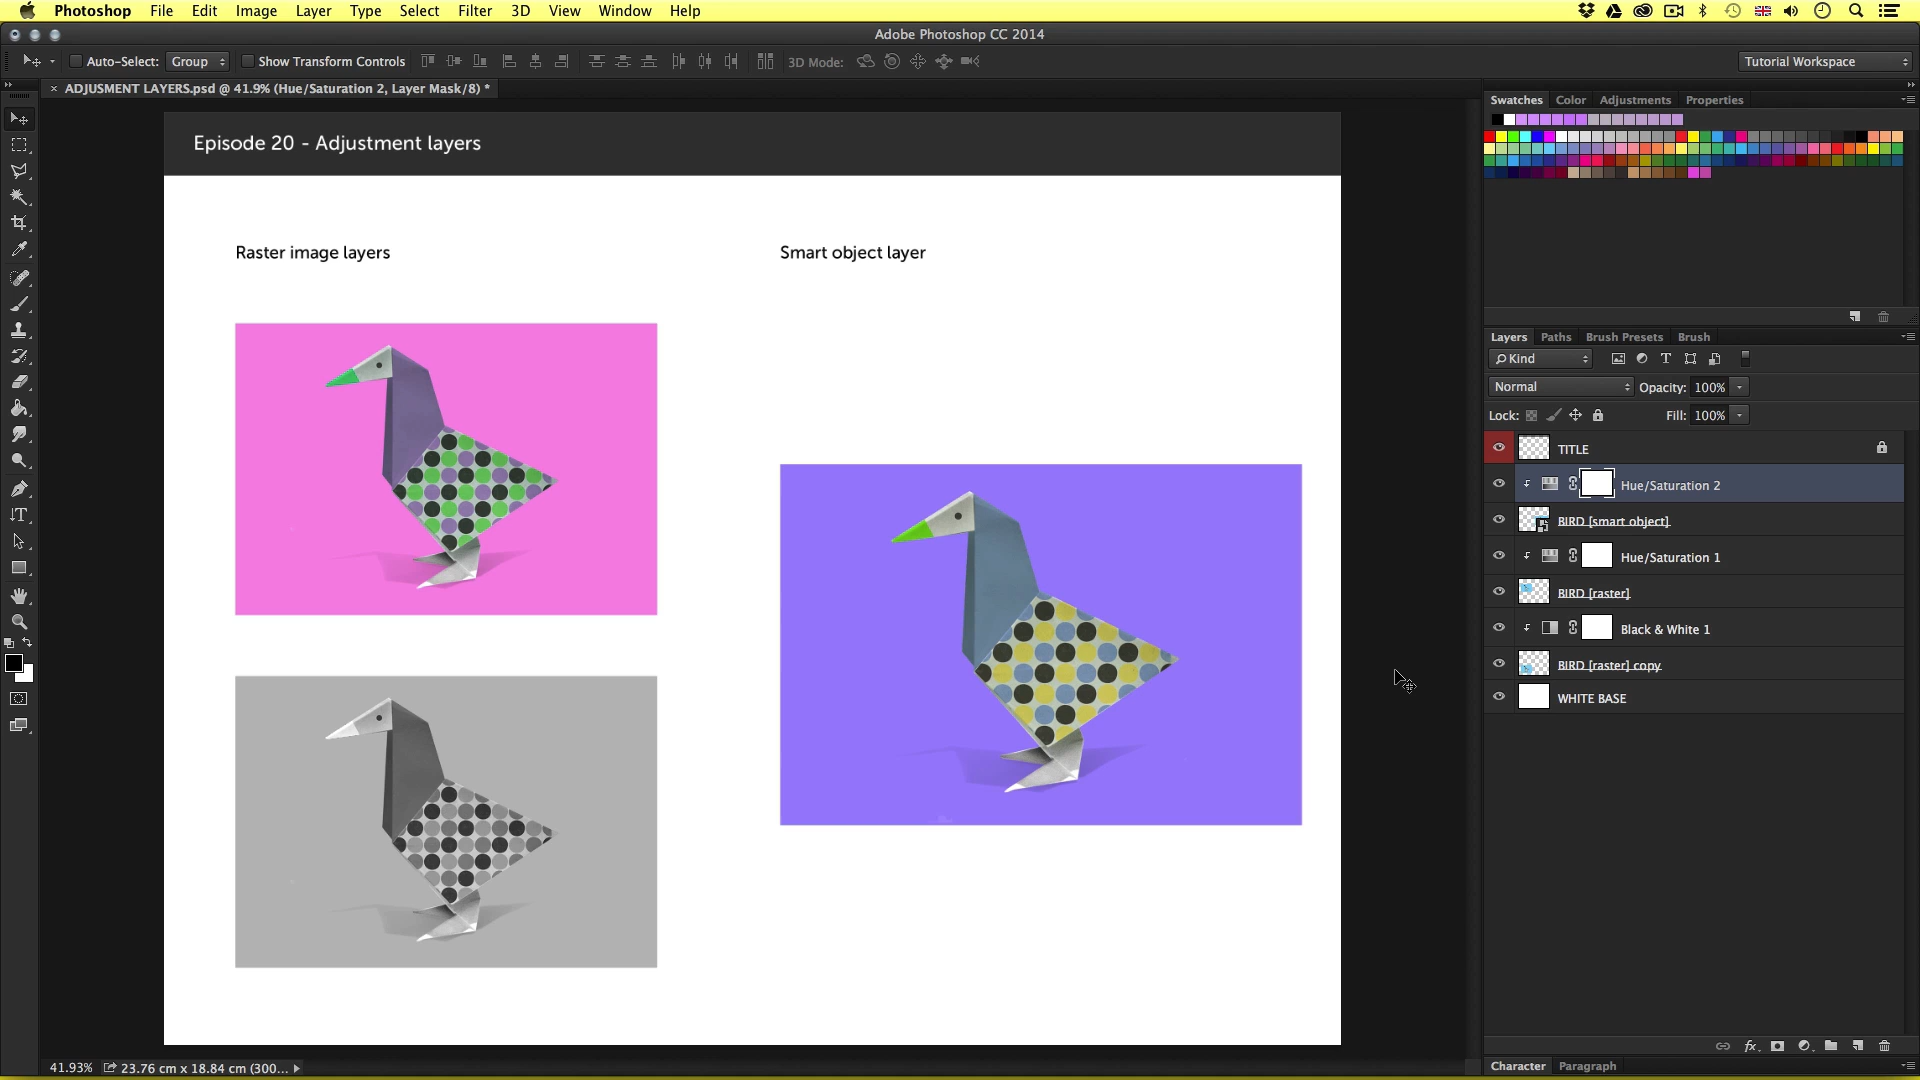 Photoshop File Edit Image Layer Type Select Filter 3D View Window Help
Adobe Photoshop CC 2014
Auto-Select: Group Show Transform Controls 3D Mode: Tutorial Workspace
× ADJUSMENT LAYERS.psd @ 41.9% (Hue/Saturation 2, Layer Mask/8) *
Swatches Color Adjustments Properties
Episode 20 - Adjustment layers
Raster image layers
Smart object layer
Layers Paths Brush Presets Brush
Kind
Normal Opacity: 100%
Lock: Fill: 100%
TITLE
Hue/Saturation 2
BIRD [smart object]
Hue/Saturation 1
BIRD [raster]
Black & White 1
BIRD [raster] copy
WHITE BASE
41.93% 23.76 cm x 18.84 cm (300...
Character Paragraph